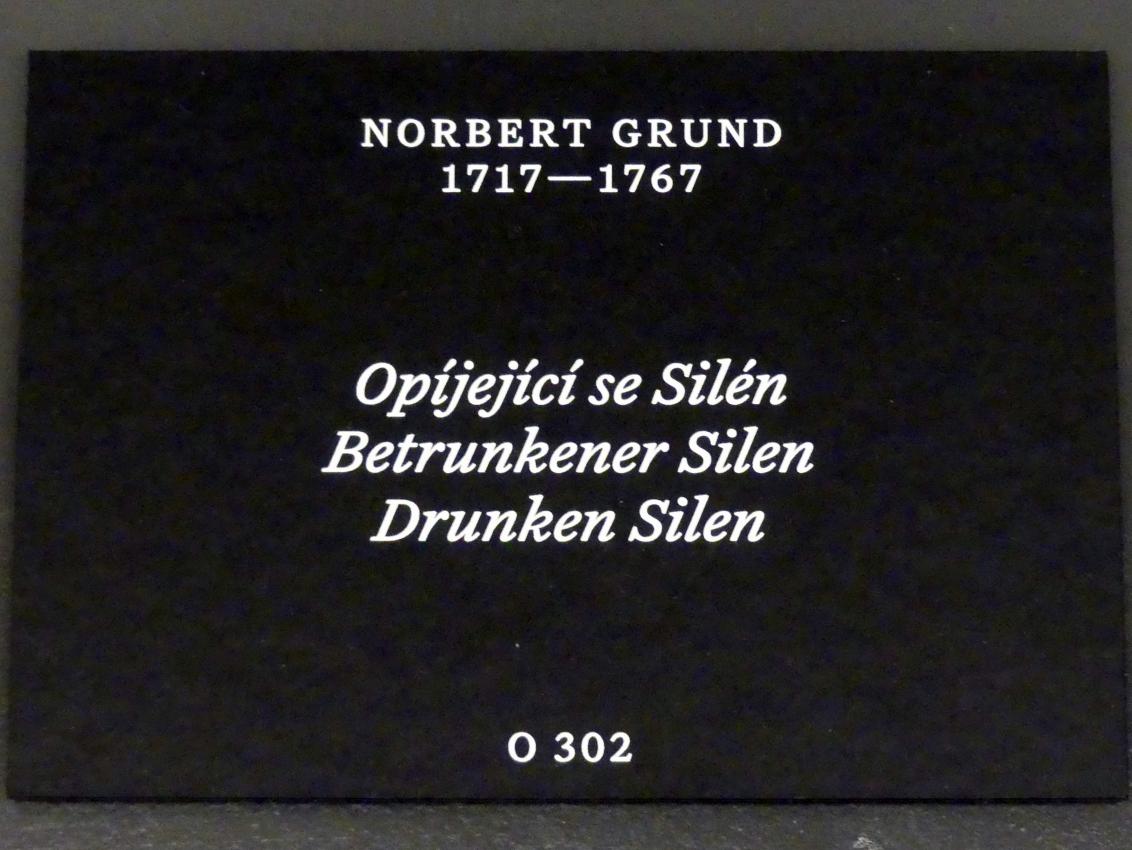 NORBERT GRUND
1717—1767
Opíjející se Silén
Betrunkener Silen
Drunken Silen
O 302